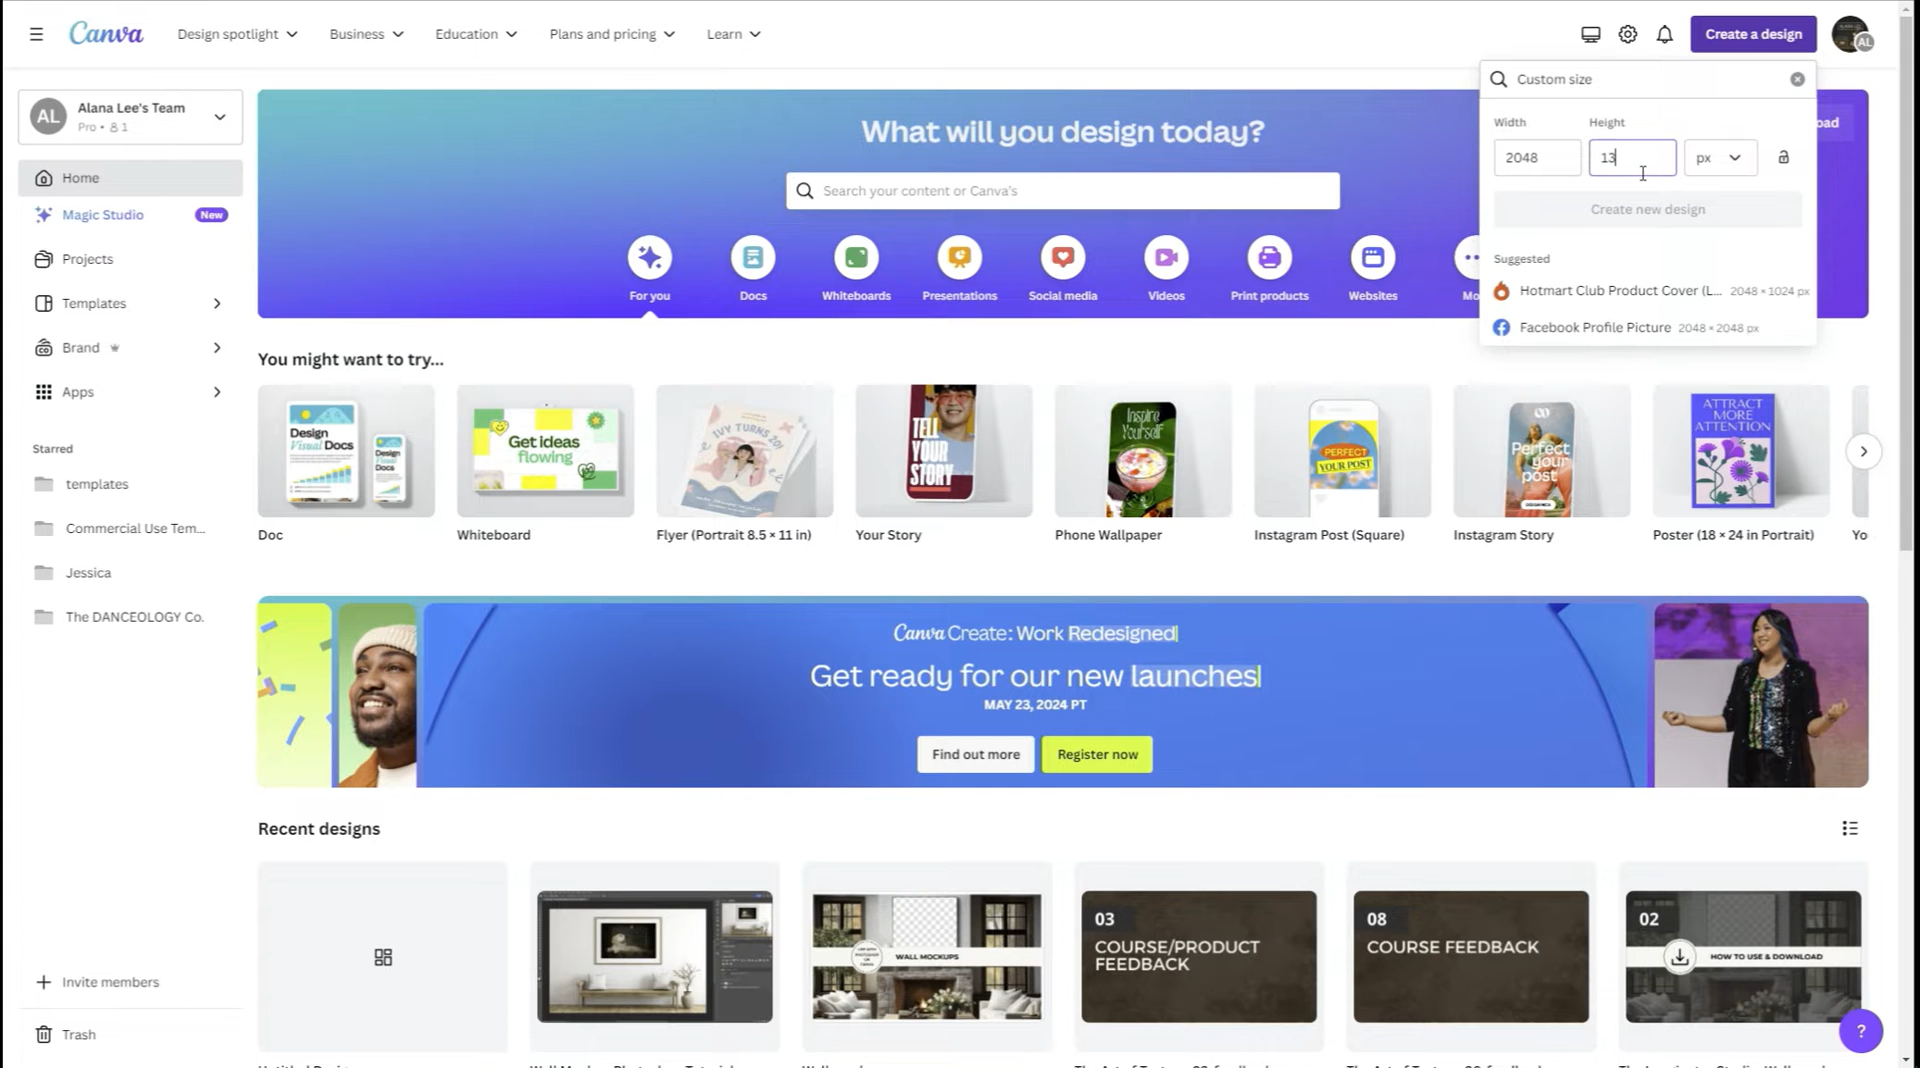 Canva
Design spotlight
Business
Education
Plans and pricing
Learn
Create a design
AL
AL
Alana Lee's Team
Pro • 1
Custom size
Width
Height
2048
13
px
Create new design
Suggested
Hotmart Club Product Cover (L... 2048 × 1024 px
Facebook Profile Picture 2048 × 2048 px
What will you design today?
Search your content or Canva's
For you
Docs
Whiteboards
Presentations
Social media
Videos
Print products
Websites
Home
Magic Studio
New
Projects
Templates
Brand
Apps
Starred
templates
Commercial Use Tem...
Jessica
The DANCEOLOGY Co.
Invite members
Trash
You might want to try...
Design
Visual Docs
Get ideas
flowing
IVY TURNS 20!
TELL
YOUR
STORY
Inspire
Yourself
PERFECT
YOUR POST
Perfect
your
post
ATTRACT
MORE
ATTENTION
Doc
Whiteboard
Flyer (Portrait 8.5 × 11 in)
Your Story
Phone Wallpaper
Instagram Post (Square)
Instagram Story
Poster (18 × 24 in Portrait)
Yo
Canva Create: Work Redesigned
Get ready for our new launches
MAY 23, 2024 PT
Find out more
Register now
Recent designs
WALL MOCKUPS
03
COURSE/PRODUCT
FEEDBACK
08
COURSE FEEDBACK
02
HOW TO USE & DOWNLOAD
?